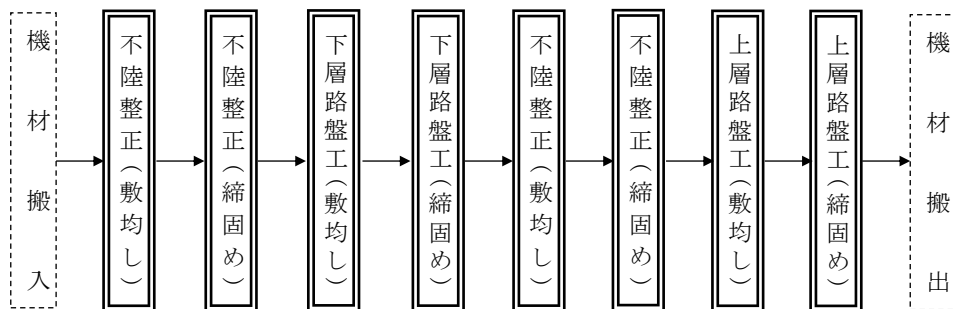 機材搬入
不陸整正（敷均し）
不陸整正（締固め）
下層路盤工（敷均し）
下層路盤工（締固め）
不陸整正（敷均し）
不陸整正（締固め）
上層路盤工（敷均し）
上層路盤工（締固め）
機材搬出